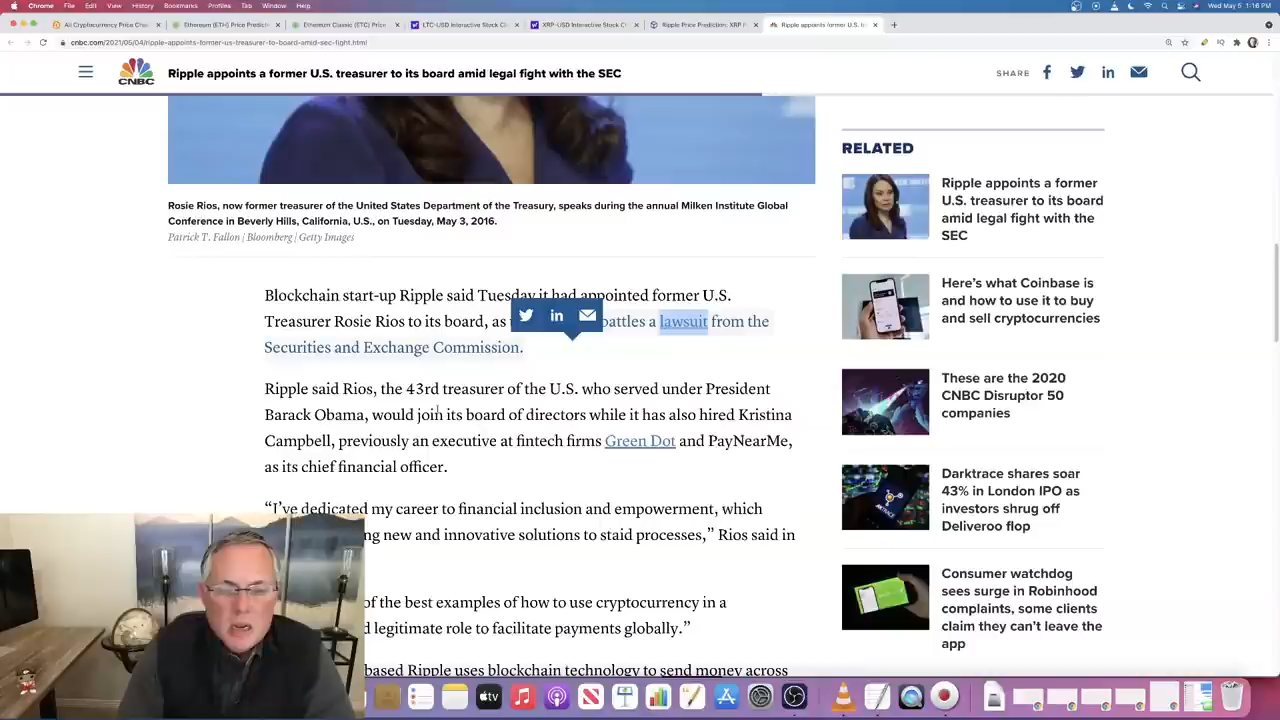 Chrome File Edit View History Bookmarks Profiles Tab Window Help
Wed May 5 1:16 PM
Cryptocurrency Price Ch
Ethereum (ETH) Price Predict
Ethereum Classic (ETC) Price
LTC-USD Interactive Stock C
XRP-USD Interactive Stock C
Ripple Price Prediction: XRP F
Ripple appoints former U.S. t
cnbc.com/2021/05/04/ripple-appoints-former-us-treasurer-to-board-amid-sec-fight.html
CNBC
Ripple appoints a former U.S. treasurer to its board amid legal fight with the SEC
SHARE
Rosie Rios, now former treasurer of the United States Department of the Treasury, speaks during the annual Milken Institute Global
Conference in Beverly Hills, California, U.S., on Tuesday, May 3, 2016.
Patrick T. Fallon | Bloomberg | Getty Images
Blockchain start-up Ripple said Tuesday it had appointed former U.S.
Treasurer Rosie Rios to its board, as battles a lawsuit from the
Securities and Exchange Commission.
Ripple said Rios, the 43rd treasurer of the U.S. who served under President
Barack Obama, would join its board of directors while it has also hired Kristina
Campbell, previously an executive at fintech firms Green Dot and PayNearMe,
as its chief financial officer.
“I’ve dedicated my career to financial inclusion and empowerment, which
ng new and innovative solutions to staid processes,” Rios said in
of the best examples of how to use cryptocurrency in a
d legitimate role to facilitate payments globally.”
based Ripple uses blockchain technology to send money across
RELATED
Ripple appoints a former
U.S. treasurer to its board
amid legal fight with the
SEC
Here’s what Coinbase is
and how to use it to buy
and sell cryptocurrencies
These are the 2020
CNBC Disruptor 50
companies
Darktrace shares soar
43% in London IPO as
investors shrug off
Deliveroo flop
Consumer watchdog
sees surge in Robinhood
complaints, some clients
claim they can’t leave the
app